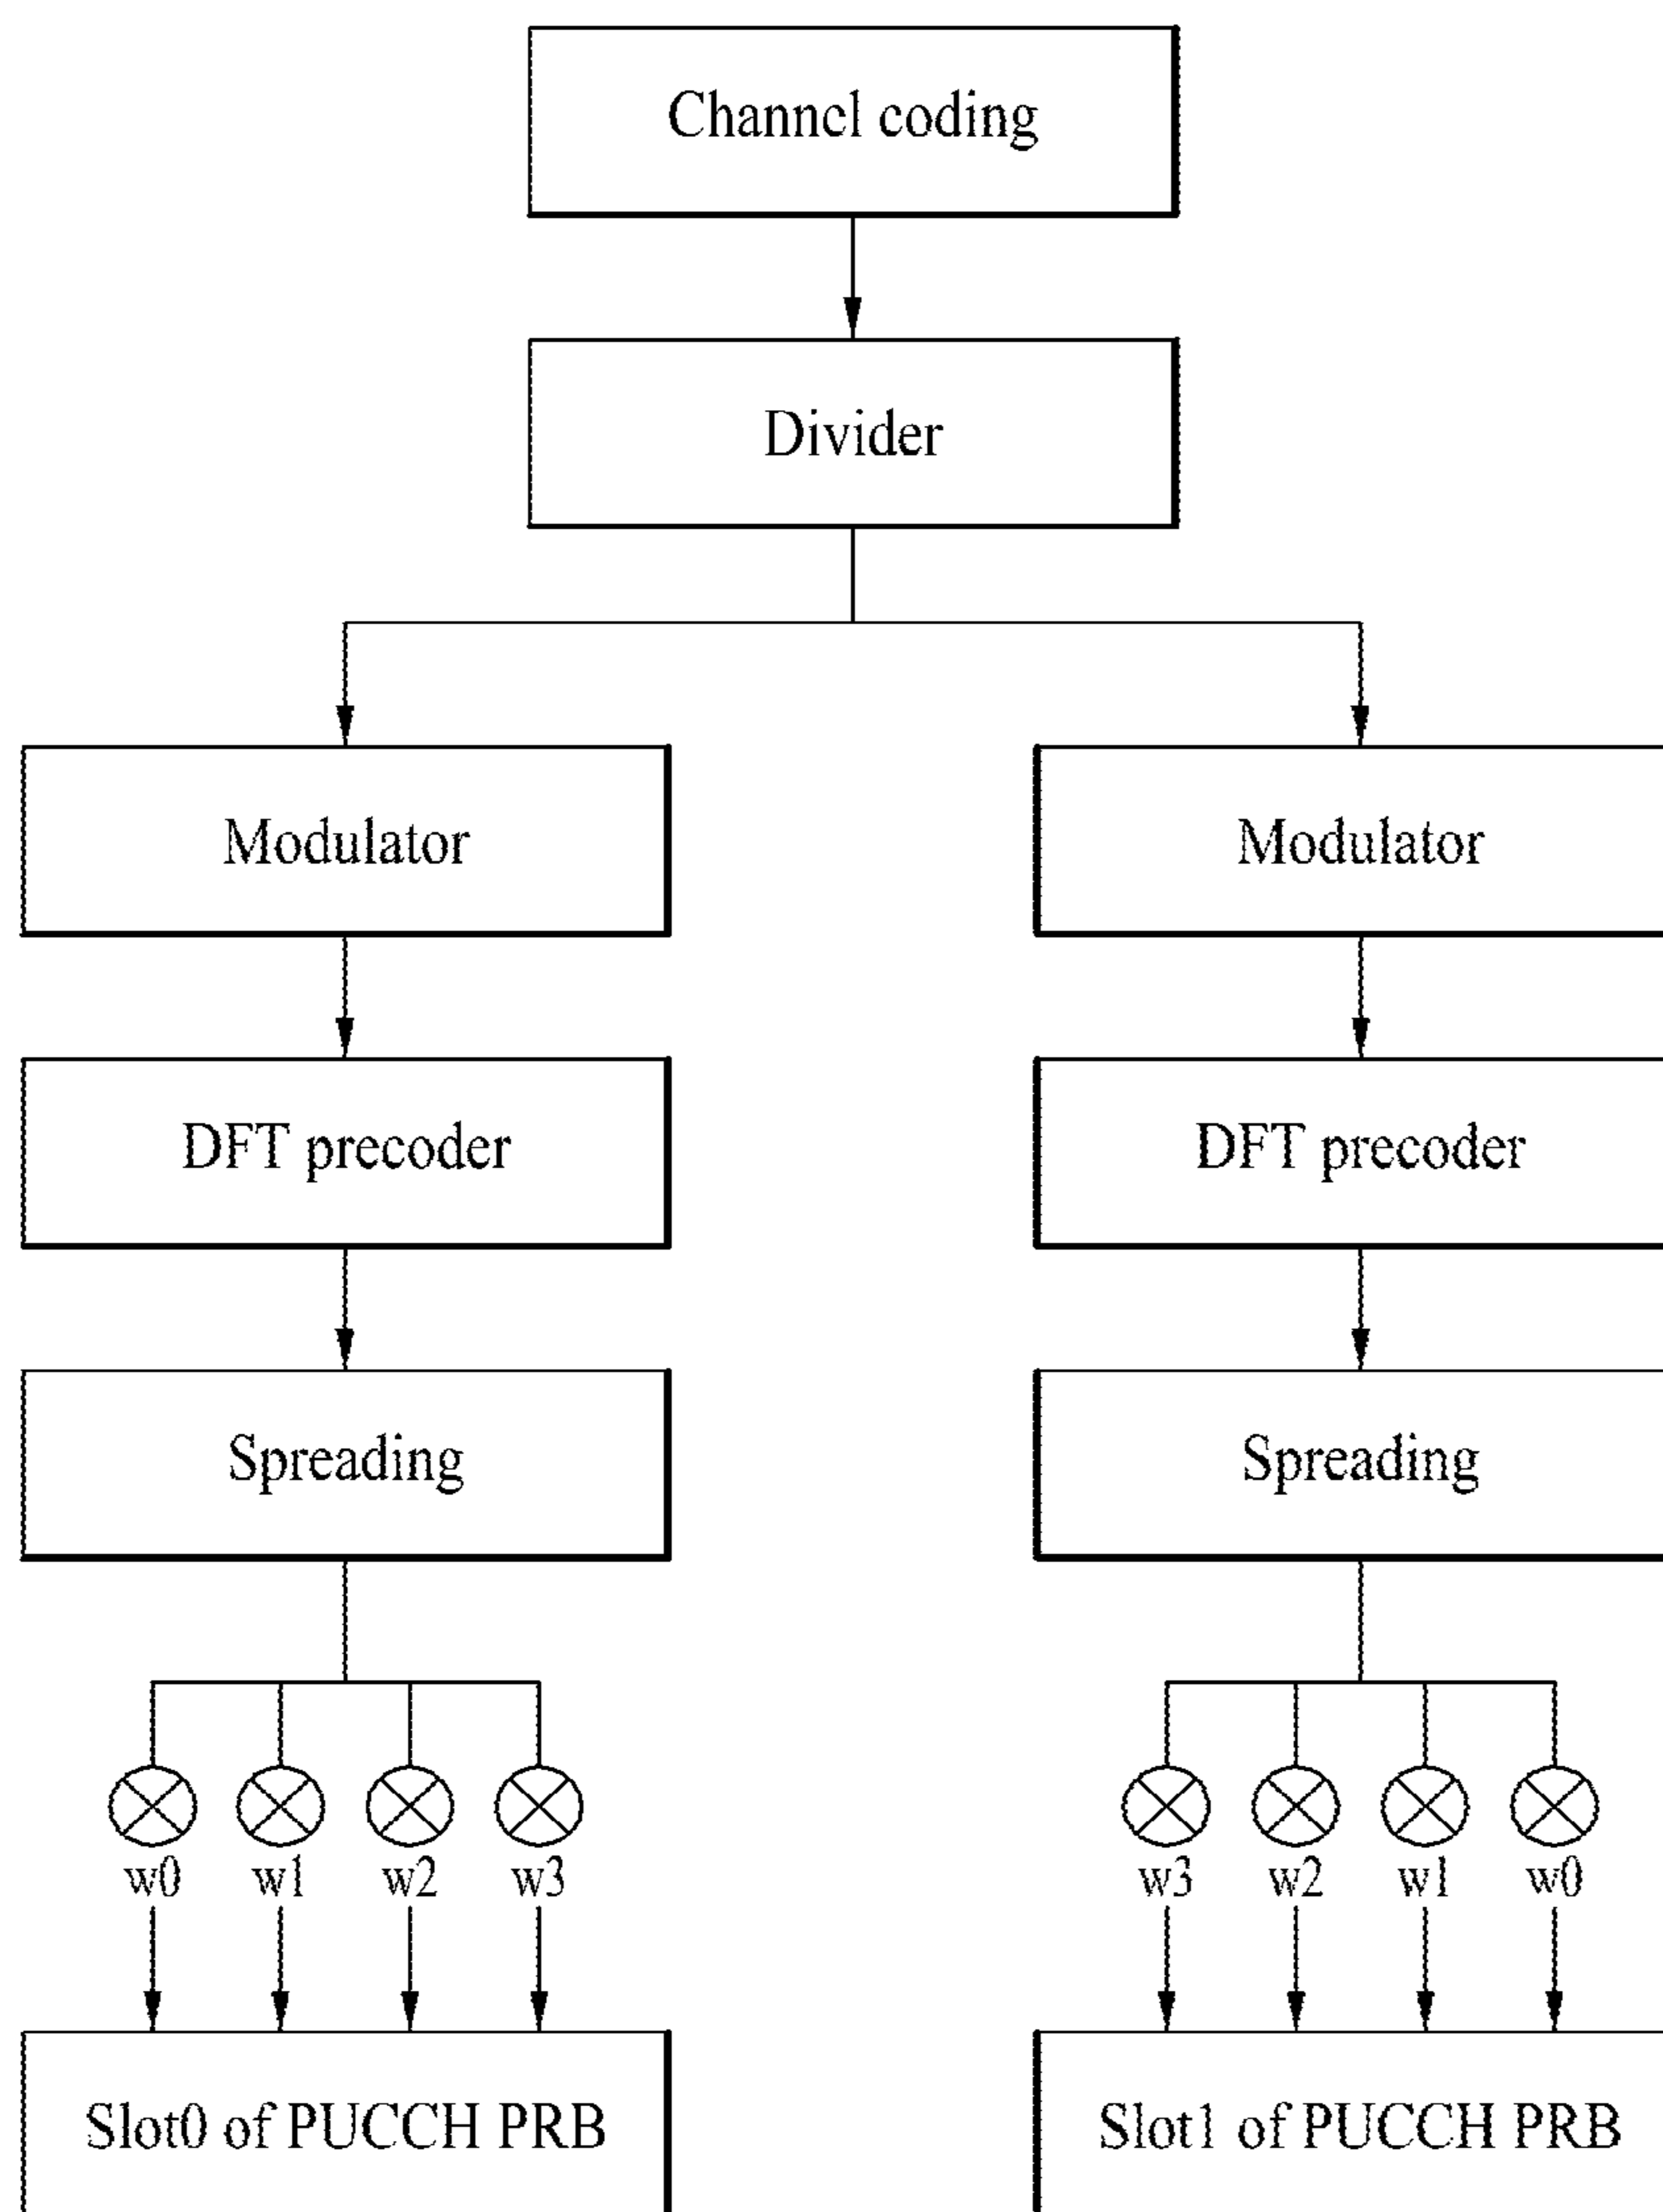 Channel coding
Divider
Modulator Modulator
DFT precoder DFT precoder
Spreading Spreading
w0 w1 w2 w3 w3 w2 w1 w0
Slot0 of PUCCH PRB Slot1 of PUCCH PRB